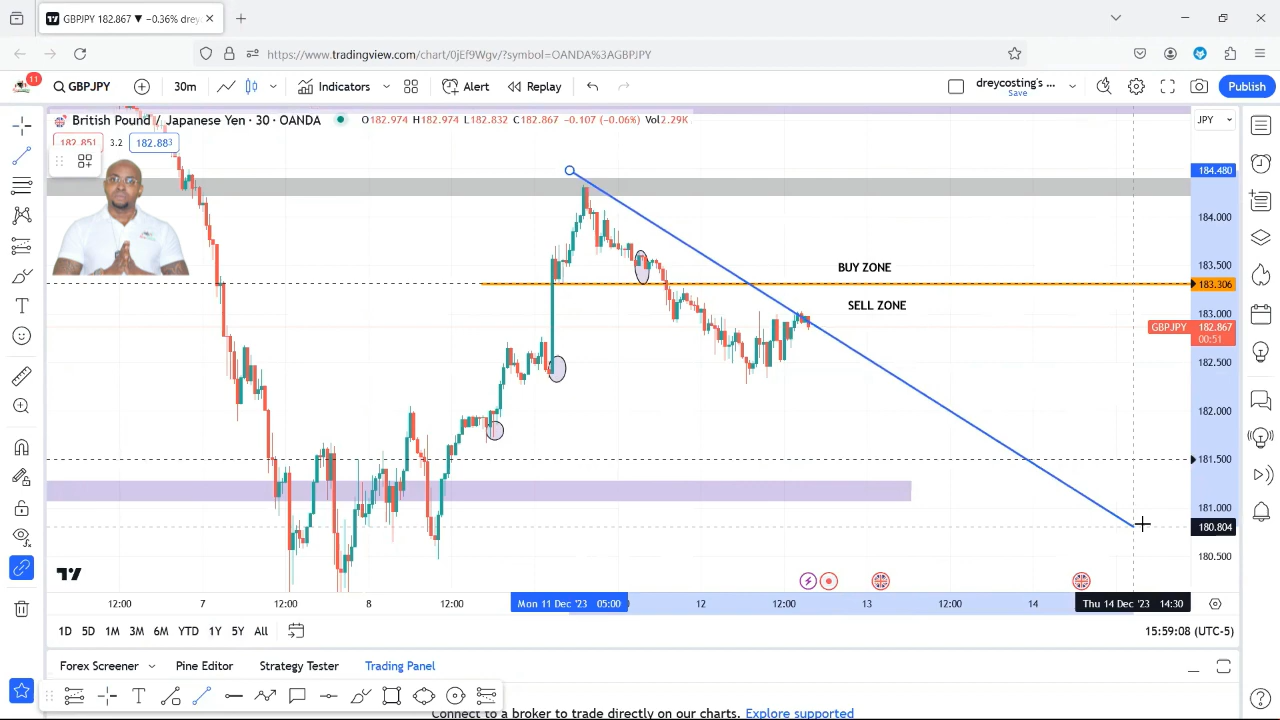 GBPJPY 182.867 ▼ −0.36% drey
https://www.tradingview.com/chart/0jEf9Wgv/?symbol=OANDA%3AGBPJPY
11
GBPJPY
30m
Indicators
Alert
Replay
dreycosting's ...
Save
Publish
British Pound / Japanese Yen · 30 · OANDA
O182.974 H182.974 L182.832 C182.867 −0.107 (−0.06%) Vol2.29K
JPY
182.851
3.2
182.883
184.480
184.000
183.500
183.306
183.000
GBPJPY 182.867
00:51
182.500
182.000
181.500
181.000
180.804
180.500
BUY ZONE
SELL ZONE
12:00
7
12:00
8
12:00
Mon 11 Dec '23 05:00
12
12:00
13
12:00
14
Thu 14 Dec '23 14:30
1D
5D
1M
3M
6M
YTD
1Y
5Y
All
15:59:08 (UTC-5)
Forex Screener
Pine Editor
Strategy Tester
Trading Panel
Connect to a broker to trade directly on our charts. Explore supported